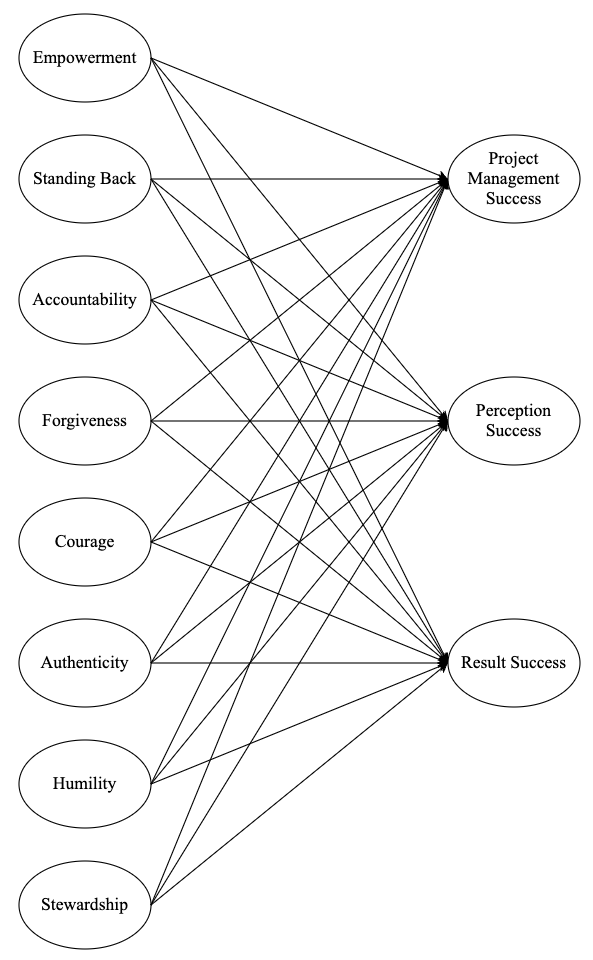 Empowerment
Standing Back
Accountability
Forgiveness
Courage
Authenticity
Humility
Stewardship
Project
Management
Success
Perception
Success
Result Success